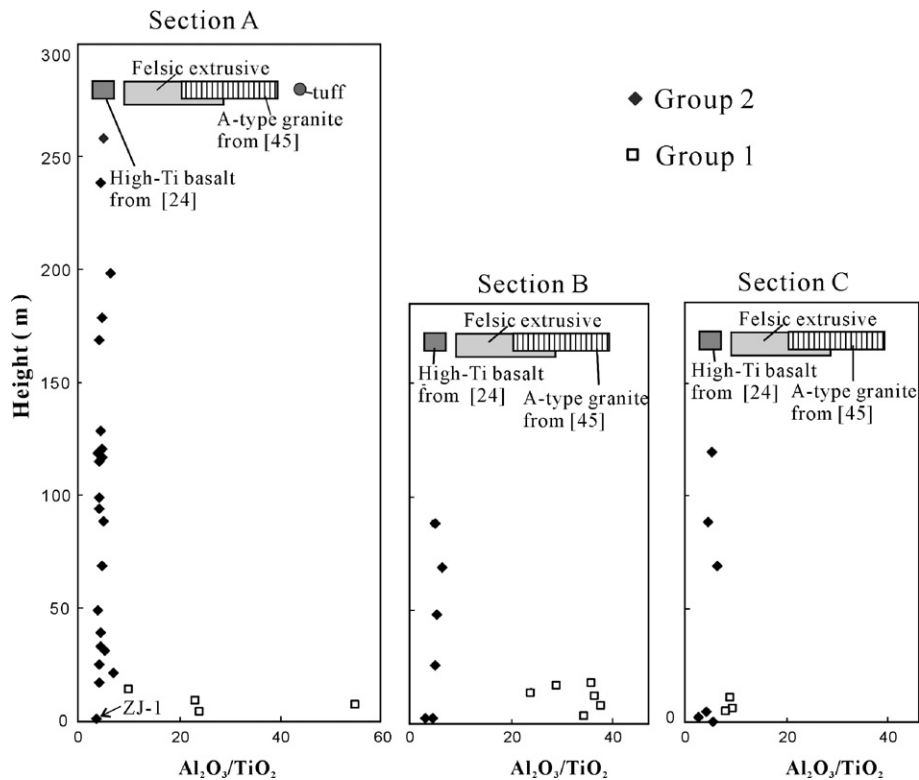 Section A
300
Felsic extrusive
tuff
A-type granite
from [45]
High-Ti basalt
from [24]
250
200
150
100
50
0
Height ( m )
ZJ-1
0
20
40
60
Al₂O₃/TiO₂
Group 2
Group 1
Section B
Felsic extrusive
High-Ti basalt
from [24]
A-type granite
from [45]
0
20
40
Al₂O₃/TiO₂
Section C
Felsic extrusive
High-Ti basalt
from [24]
A-type granite
from [45]
0
0
20
40
Al₂O₃/TiO₂